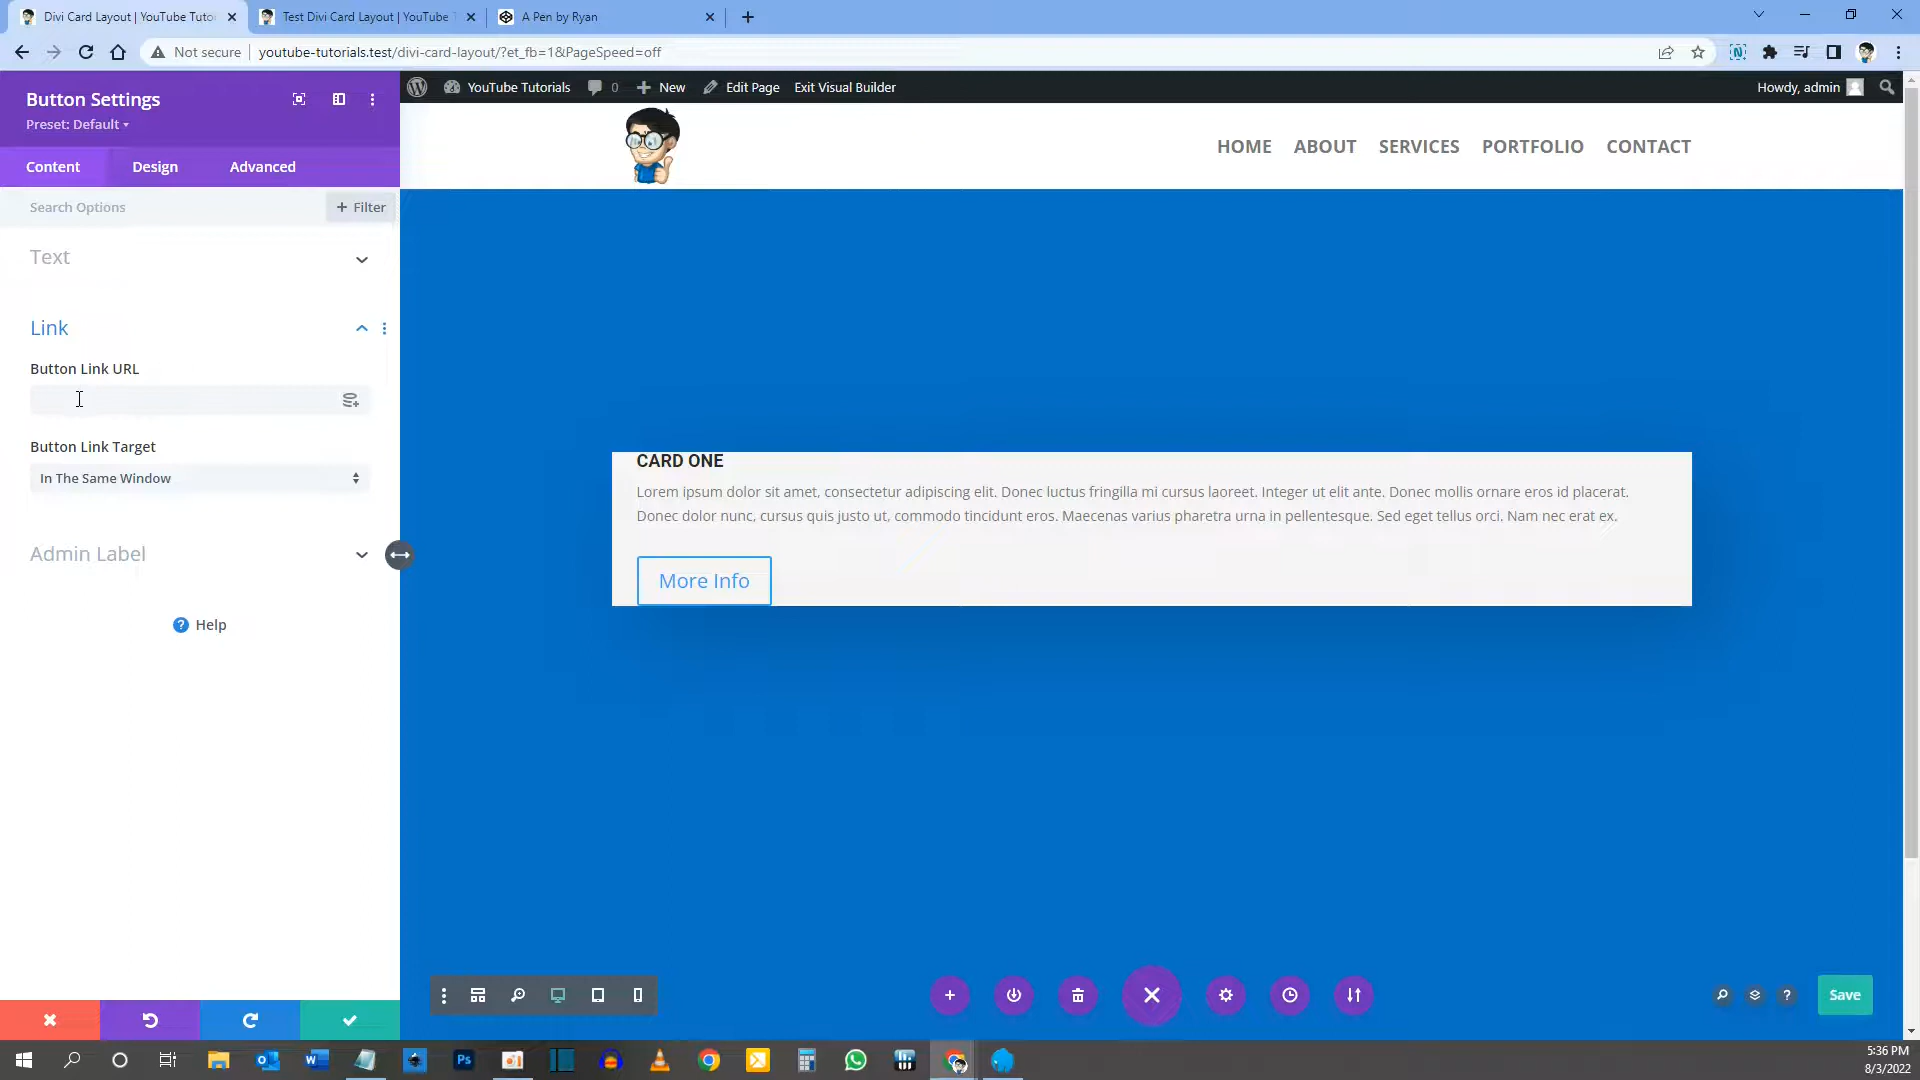 Divi Card Layout | YouTube Tutor
Test Divi Card Layout | YouTube T
A Pen by Ryan
Not secure
youtube-tutorials.test/divi-card-layout/?et_fb=1&PageSpeed=off
Button Settings
Preset: Default
Content
Design
Advanced
Search Options
+ Filter
Text
Link
Button Link URL
Button Link Target
In The Same Window
Admin Label
? Help
YouTube Tutorials
0
New
Edit Page
Exit Visual Builder
Howdy, admin
HOME
ABOUT
SERVICES
PORTFOLIO
CONTACT
CARD ONE
Lorem ipsum dolor sit amet, consectetur adipiscing elit. Donec luctus fringilla mi cursus laoreet. Integer ut elit ante. Donec mollis ornare eros id placerat.
Donec dolor nunc, cursus quis justo ut, commodo tincidunt eros. Maecenas varius pharetra urna in pellentesque. Sed eget tellus orci. Nam nec erat ex.
More Info
?
Save
Ps
5:36 PM
8/3/2022